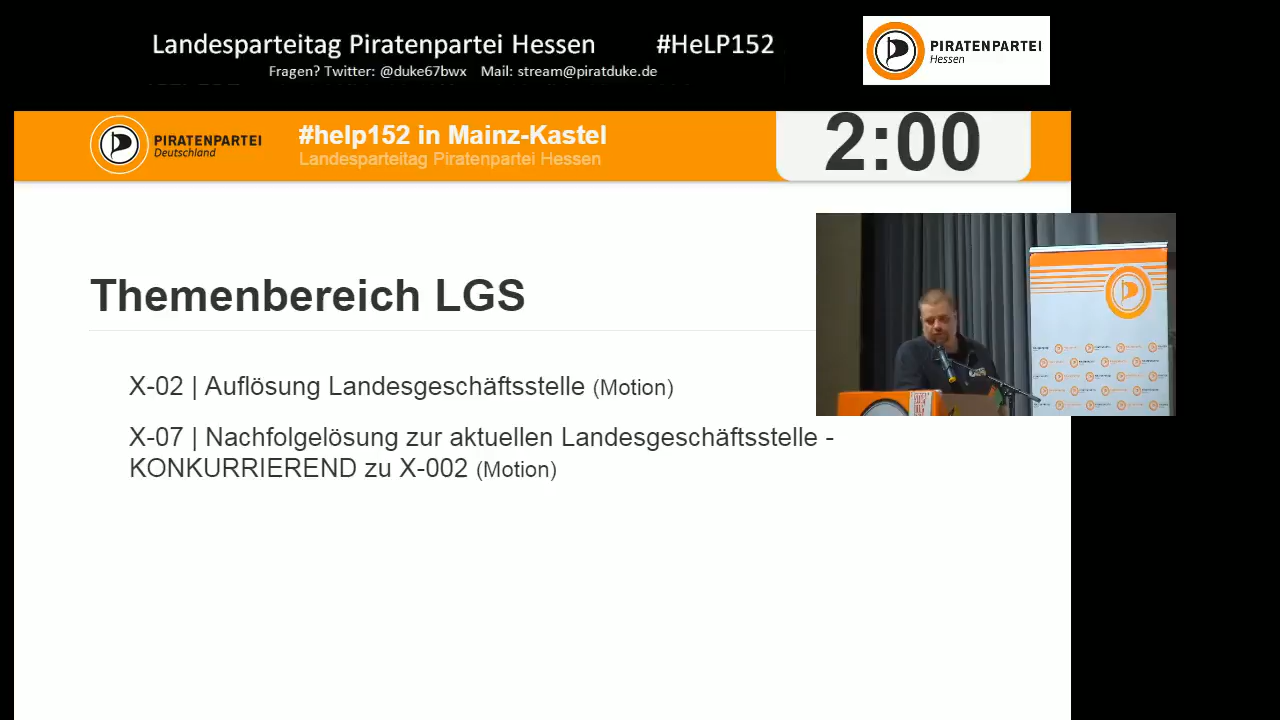 Landesparteitag Piratenpartei Hessen #HeLP152
Fragen? Twitter: @duke67bwx Mail: stream@piratduke.de
PIRATENPARTEI
Hessen
PIRATENPARTEI
Deutschland
#help152 in Mainz-Kastel
Landesparteitag Piratenpartei Hessen
2:00
Themenbereich LGS
X-02 | Auflösung Landesgeschäftsstelle (Motion)
X-07 | Nachfolgelösung zur aktuellen Landesgeschäftsstelle -
KONKURRIEREND zu X-002 (Motion)